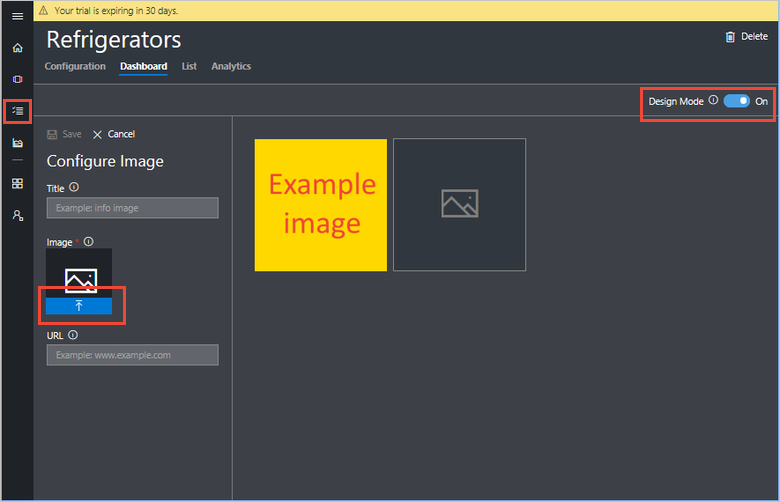 Your trial is expiring in 30 days.
Refrigerators
Delete
Configuration Dashboard List Analytics
Design Mode On
Save Cancel
Configure Image
Title
Example: info image
Image *
URL
Example: www.example.com
Example
image